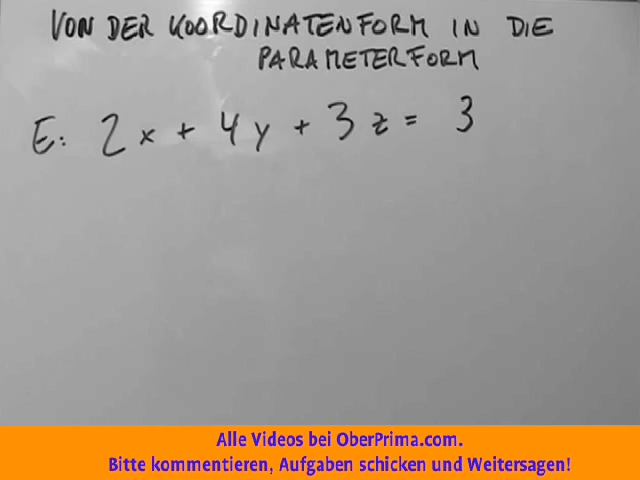 VON DER KOORDINATENFORM IN DIE
PARAMETERFORM
E: 2x + 4y + 3z = 3
Alle Videos bei OberPrima.com.
Bitte kommentieren, Aufgaben schicken und Weitersagen!